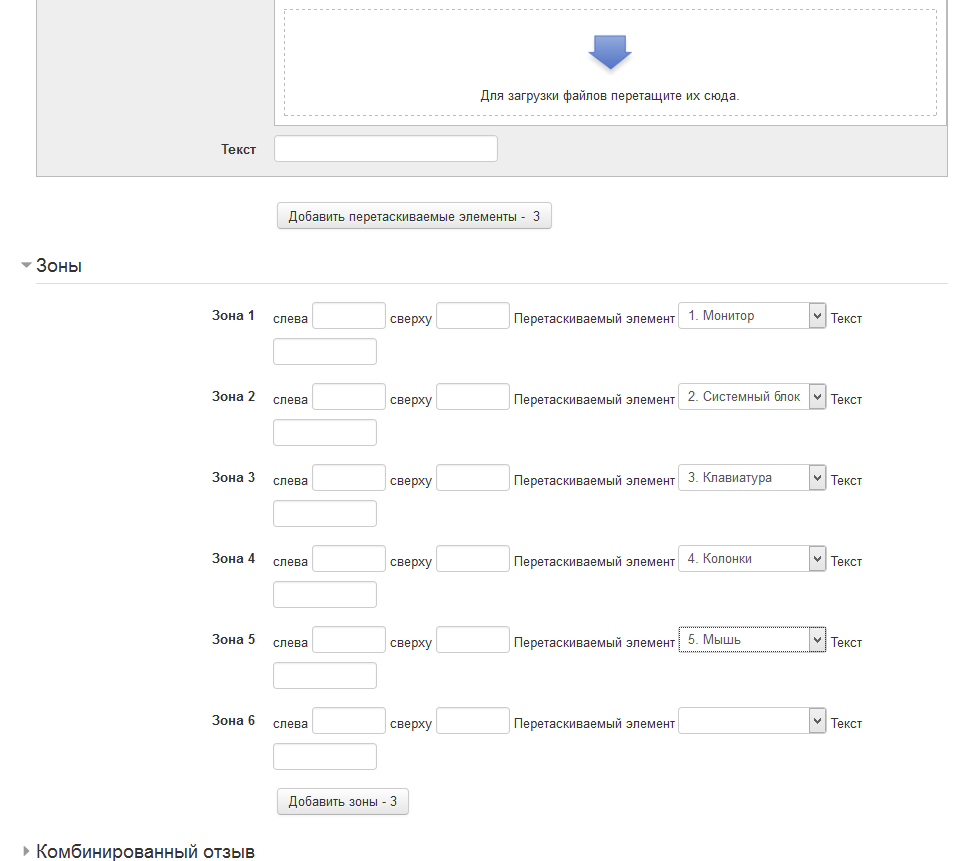 Для загрузки файлов перетащите их сюда.
Текст
Добавить перетаскиваемые элементы - 3
Зоны
Зона 1 слева сверху Перетаскиваемый элемент 1. Монитор Текст
Зона 2 слева сверху Перетаскиваемый элемент 2. Системный блок Текст
Зона 3 слева сверху Перетаскиваемый элемент 3. Клавиатура Текст
Зона 4 слева сверху Перетаскиваемый элемент 4. Колонки Текст
Зона 5 слева сверху Перетаскиваемый элемент 5. Мышь Текст
Зона 6 слева сверху Перетаскиваемый элемент Текст
Добавить зоны - 3
Комбинированный отзыв